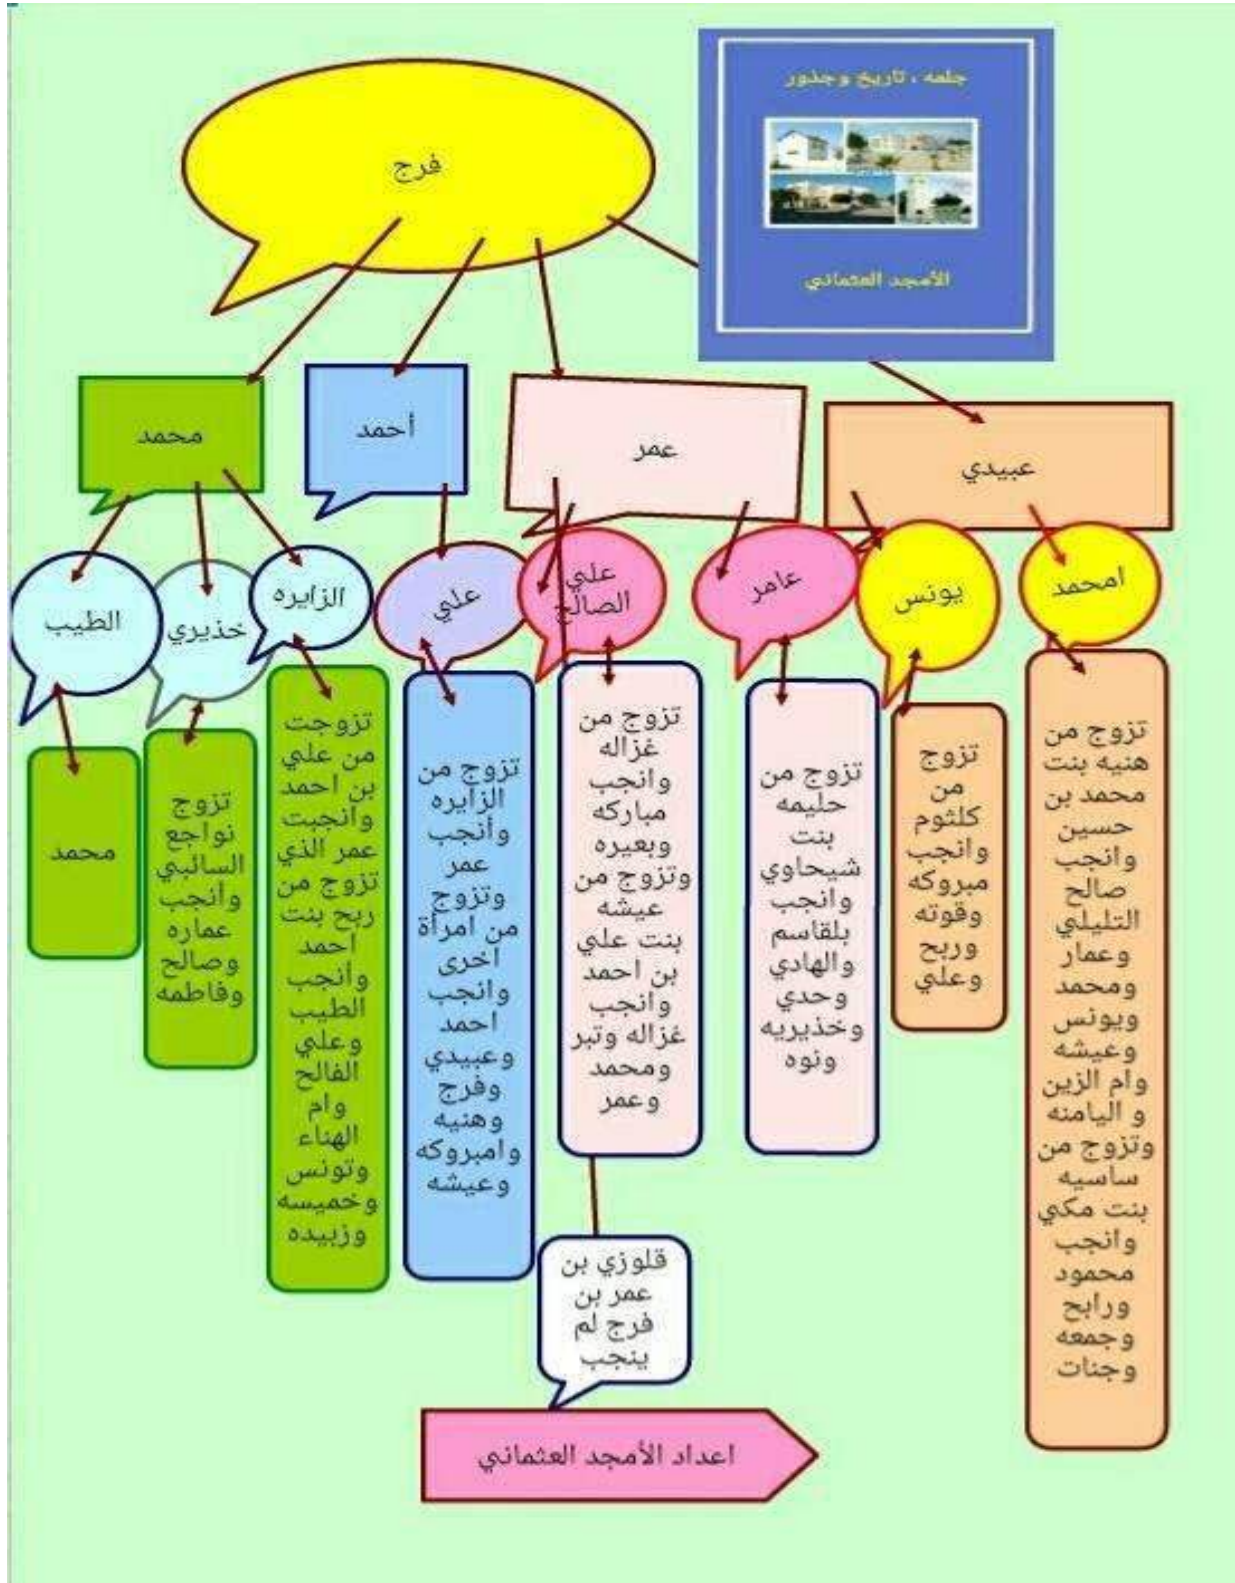 جلمه ، تاريخ وجذور
الأمجد العثماني
فرج
عبيدي
عمر
أحمد
محمد
امحمد
يونس
عامر
علي
الصالح
علي
الزايره
خذيري
الطيب
تزوج من
هنيه بنت
محمد بن
حسين
وانجب
صالح
التليلي
وعمار
ومحمد
ويونس
وعيشه
وام الزين
و اليامنه
وتزوج من
ساسيه
بنت مكي
وانجب
محمود
ورابح
وجمعه
وجنات
تزوج
من
كلثوم
وانجب
مبروكه
وقوته
وربح
وعلي
تزوج من
حليمه
بنت
شيحاوي
وانجب
بلقاسم
والهادي
وحدي
وخذيريه
ونوه
تزوج من
غزاله
وانجب
مباركه
وبعيره
وتزوج من
عيشه
بنت علي
بن احمد
وانجب
غزاله وتبر
ومحمد
وعمر
تزوج من
الزايره
وأنجب
عمر
وتزوج
من امرأة
اخرى
وانجب
احمد
وعبيدي
وفرج
وهنيه
وامبروكه
وعيشه
تزوجت
من علي
بن احمد
وانجبت
عمر الذي
تزوج من
ربح بنت
احمد
وأنجب
الطيب
وعلي
الفالح
وام
الهناء
وتونس
وخميسه
وزبيده
تزوج
نواجع
السائبي
وأنجب
عماره
وصالح
وفاطمه
محمد
قلوزي بن
عمر بن
فرج لم
ينجب
اعداد الأمجد العثماني